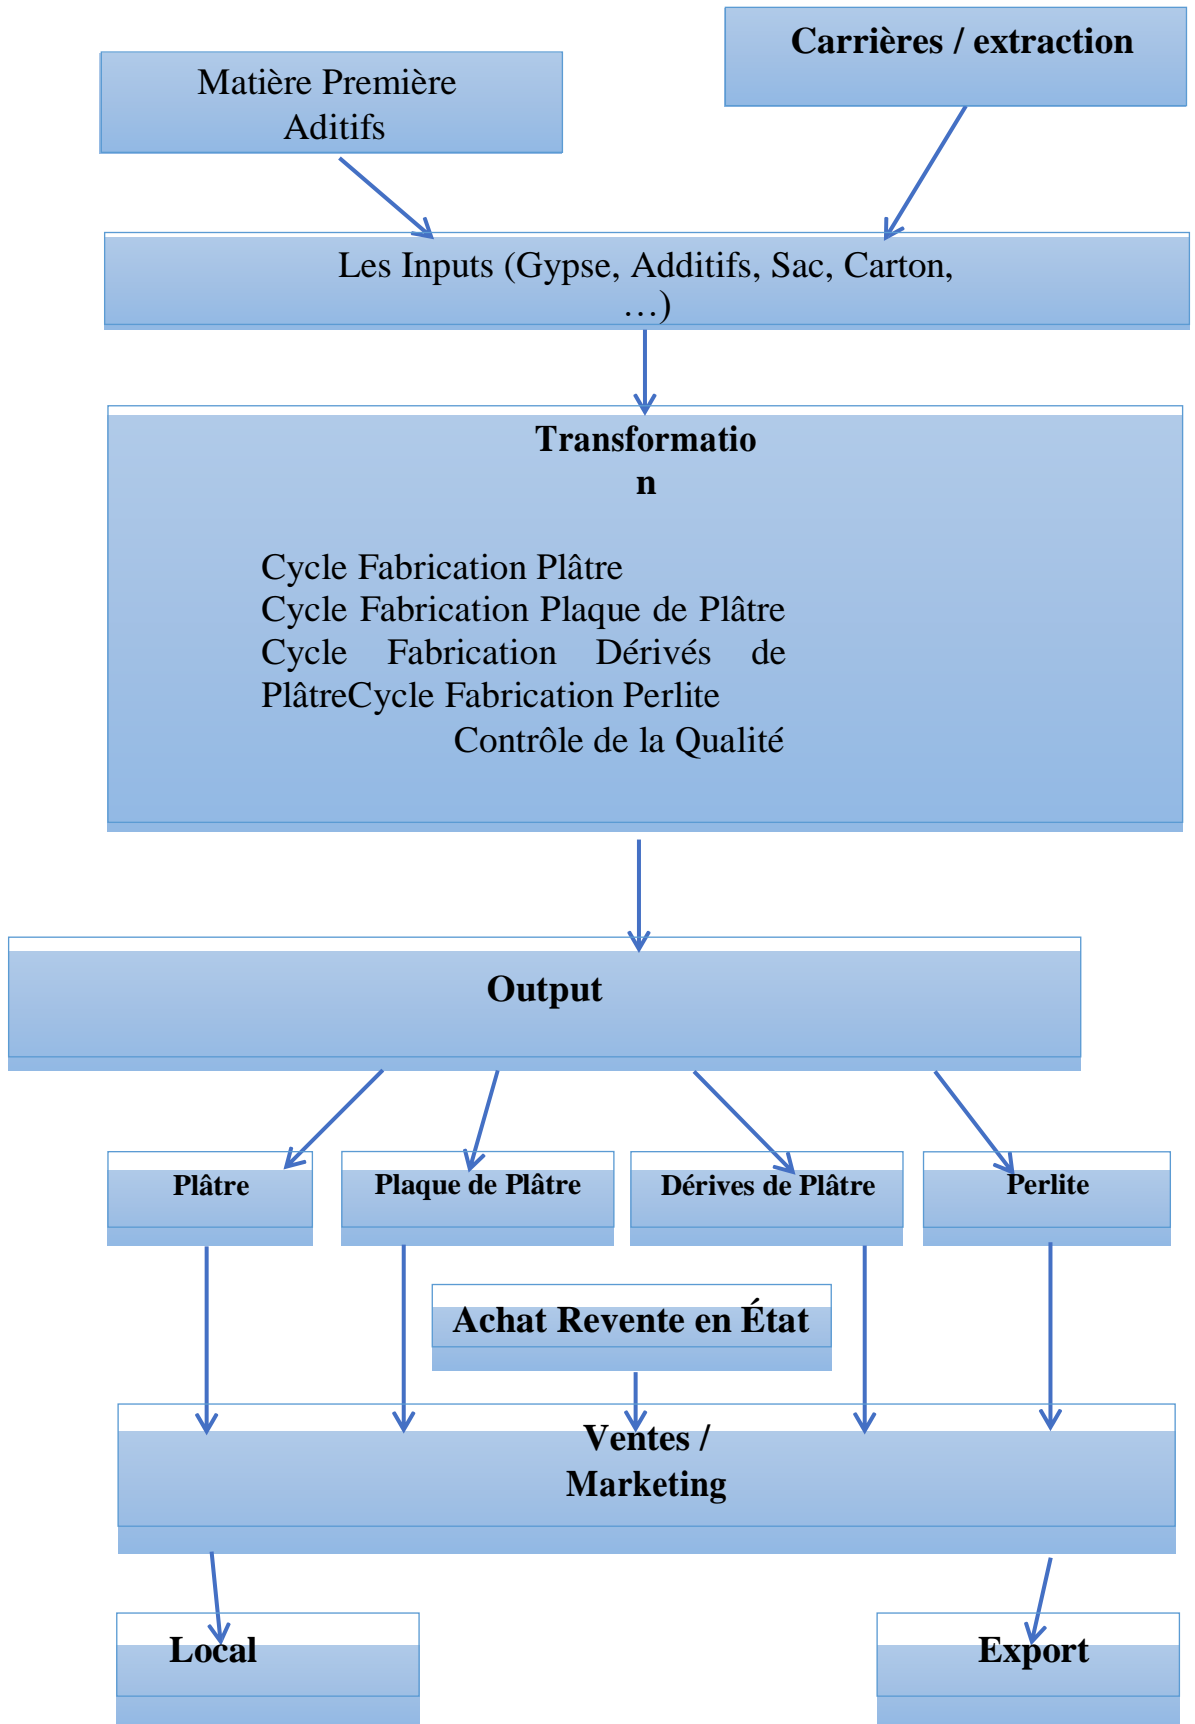 Carrières / extraction
Matière Première
Aditifs
Les Inputs (Gypse, Additifs, Sac, Carton,
…)
Transformatio
n
Cycle Fabrication Plâtre
Cycle Fabrication Plaque de Plâtre
Cycle Fabrication Dérivés de
PlâtreCycle Fabrication Perlite
Contrôle de la Qualité
Output
Plâtre
Plaque de Plâtre
Dérives de Plâtre
Perlite
Achat Revente en État
Ventes /
Marketing
Local
Export